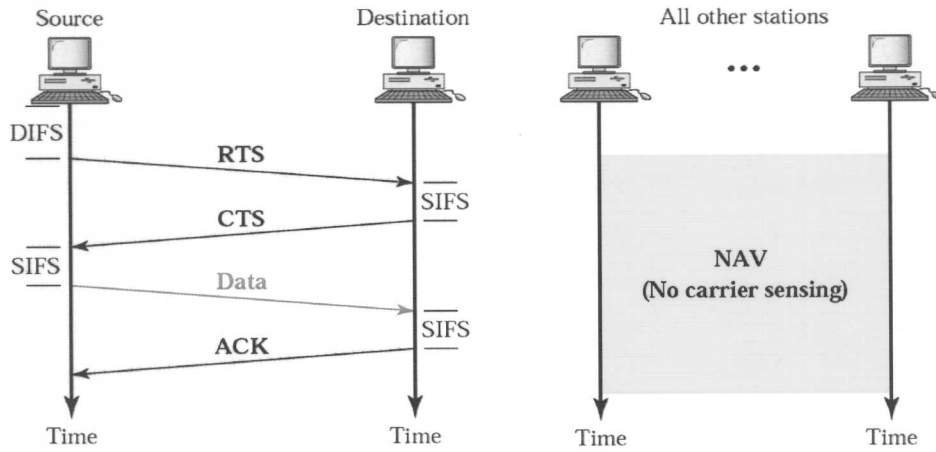 Source
Destination
All other stations
...
DIFS
RTS
SIFS
CTS
SIFS
Data
NAV
(No carrier sensing)
SIFS
ACK
Time
Time
Time
Time